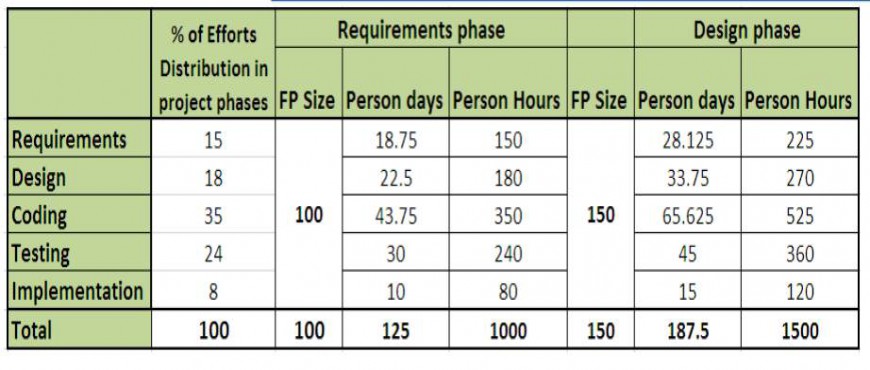 % of Efforts Distribution in project phases Requirements phase Design phase
FP Size Person days Person Hours FP Size Person days Person Hours
Requirements 15 18.75 150 28.125 225
Design 18 22.5 180 33.75 270
Coding 35 100 43.75 350 150 65.625 525
Testing 24 30 240 45 360
Implementation 8 10 80 15 120
Total 100 100 125 1000 150 187.5 1500